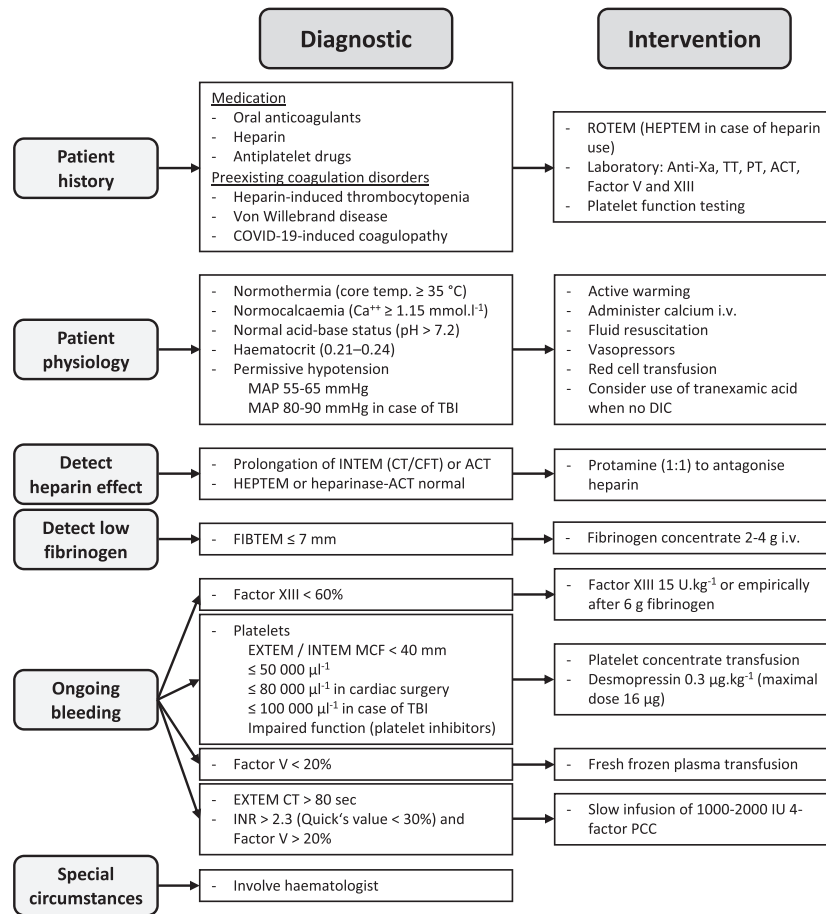 Diagnostic
Intervention
Patient
history
Medication
- Oral anticoagulants
- Heparin
- Antiplatelet drugs
Preexisting coagulation disorders
- Heparin-induced thrombocytopenia
- Von Willebrand disease
- COVID-19-induced coagulopathy
- ROTEM (HEPTEM in case of heparin
use)
- Laboratory: Anti-Xa, TT, PT, ACT,
Factor V and XIII
- Platelet function testing
Patient
physiology
- Normothermia (core temp. ≥ 35 °C)
- Normocalcaemia (Ca⁺⁺ ≥ 1.15 mmol.l⁻¹)
- Normal acid-base status (pH > 7.2)
- Haematocrit (0.21–0.24)
- Permissive hypotension
MAP 55-65 mmHg
MAP 80-90 mmHg in case of TBI
- Active warming
- Administer calcium i.v.
- Fluid resuscitation
- Vasopressors
- Red cell transfusion
- Consider use of tranexamic acid
when no DIC
Detect
heparin effect
- Prolongation of INTEM (CT/CFT) or ACT
- HEPTEM or heparinase-ACT normal
- Protamine (1:1) to antagonise
heparin
Detect low
fibrinogen
- FIBTEM ≤ 7 mm
- Fibrinogen concentrate 2-4 g i.v.
Ongoing
bleeding
- Factor XIII < 60%
- Factor XIII 15 U.kg⁻¹ or empirically
after 6 g fibrinogen
- Platelets
EXTEM / INTEM MCF < 40 mm
≤ 50 000 µl⁻¹
≤ 80 000 µl⁻¹ in cardiac surgery
≤ 100 000 µl⁻¹ in case of TBI
Impaired function (platelet inhibitors)
- Platelet concentrate transfusion
- Desmopressin 0.3 µg.kg⁻¹ (maximal
dose 16 µg)
- Factor V < 20%
- Fresh frozen plasma transfusion
- EXTEM CT > 80 sec
- INR > 2.3 (Quick‘s value < 30%) and
Factor V > 20%
- Slow infusion of 1000-2000 IU 4-
factor PCC
Special
circumstances
- Involve haematologist